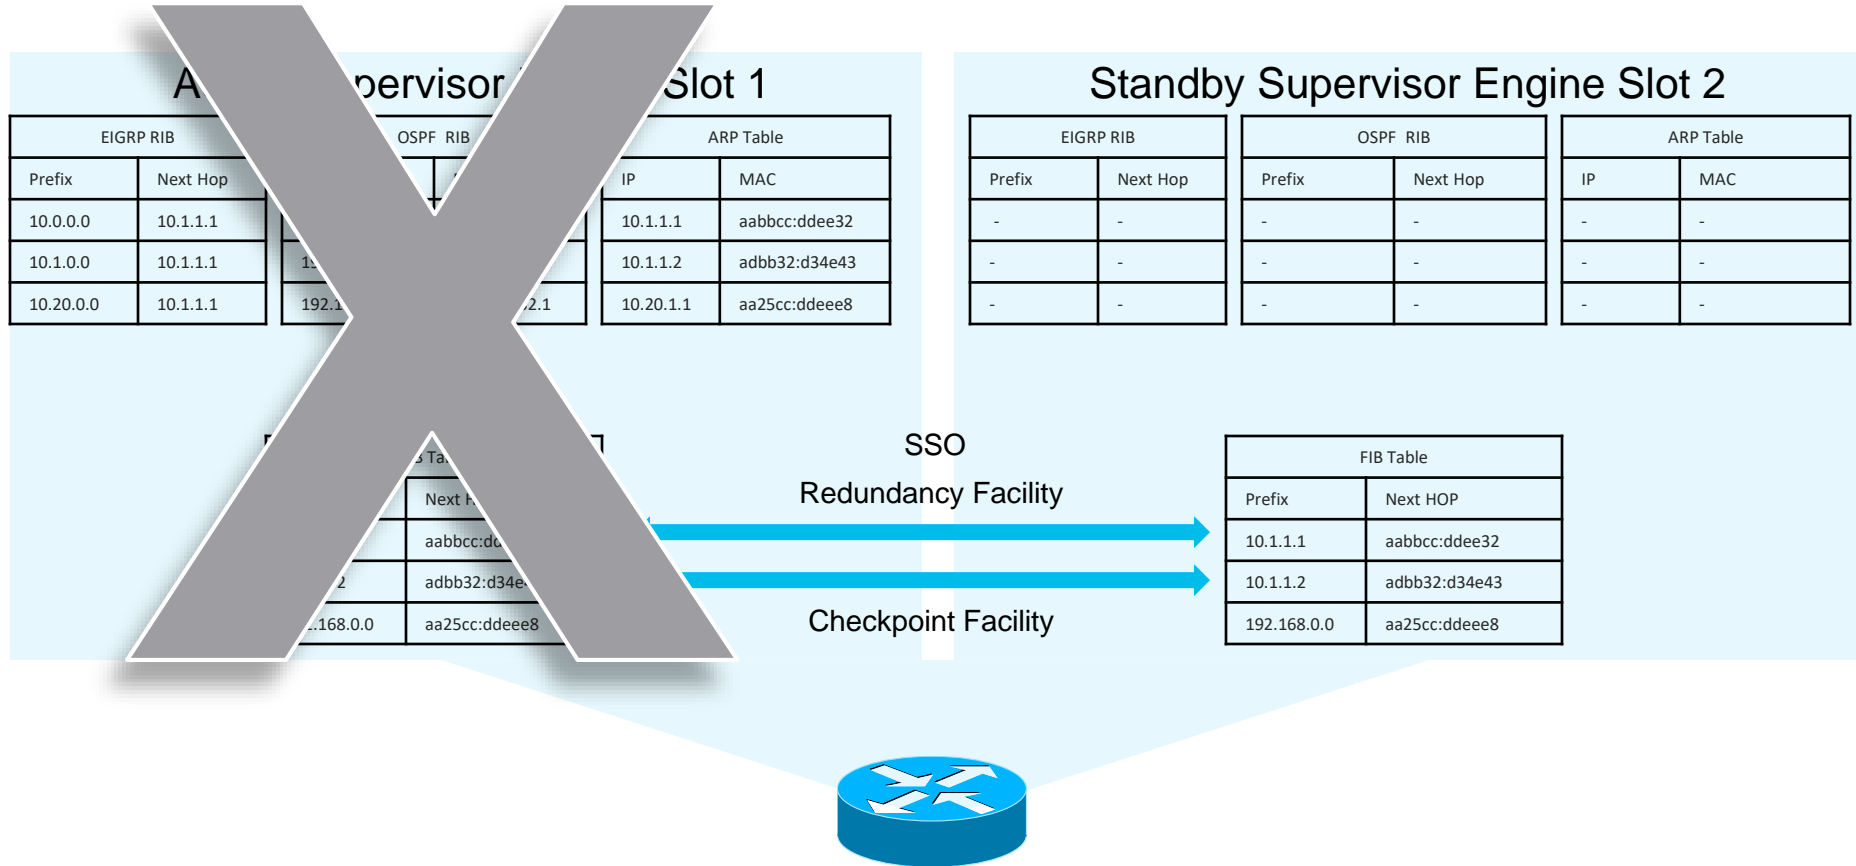 pervisor Slot 1
EIGRP RIB OSPF RIB ARP Table
Prefix Next Hop IP MAC
10.0.0.0 10.1.1.1 10.1.1.1 aabbcc:ddee32
10.1.0.0 10.1.1.1 10.1.1.2 adbb32:d34e43
10.20.0.0 10.1.1.1 10.20.1.1 aa25cc:ddeee8
Next
aa25cc:ddeee8
SSO
Redundancy Facility
Checkpoint Facility
Standby Supervisor Engine Slot 2
EIGRP RIB OSPF RIB ARP Table
Prefix Next Hop Prefix Next Hop IP MAC
- - - - - -
- - - - - -
- - - - - -
FIB Table
Prefix Next HOP
10.1.1.1 aabbcc:ddee32
10.1.1.2 adbb32:d34e43
192.168.0.0 aa25cc:ddeee8